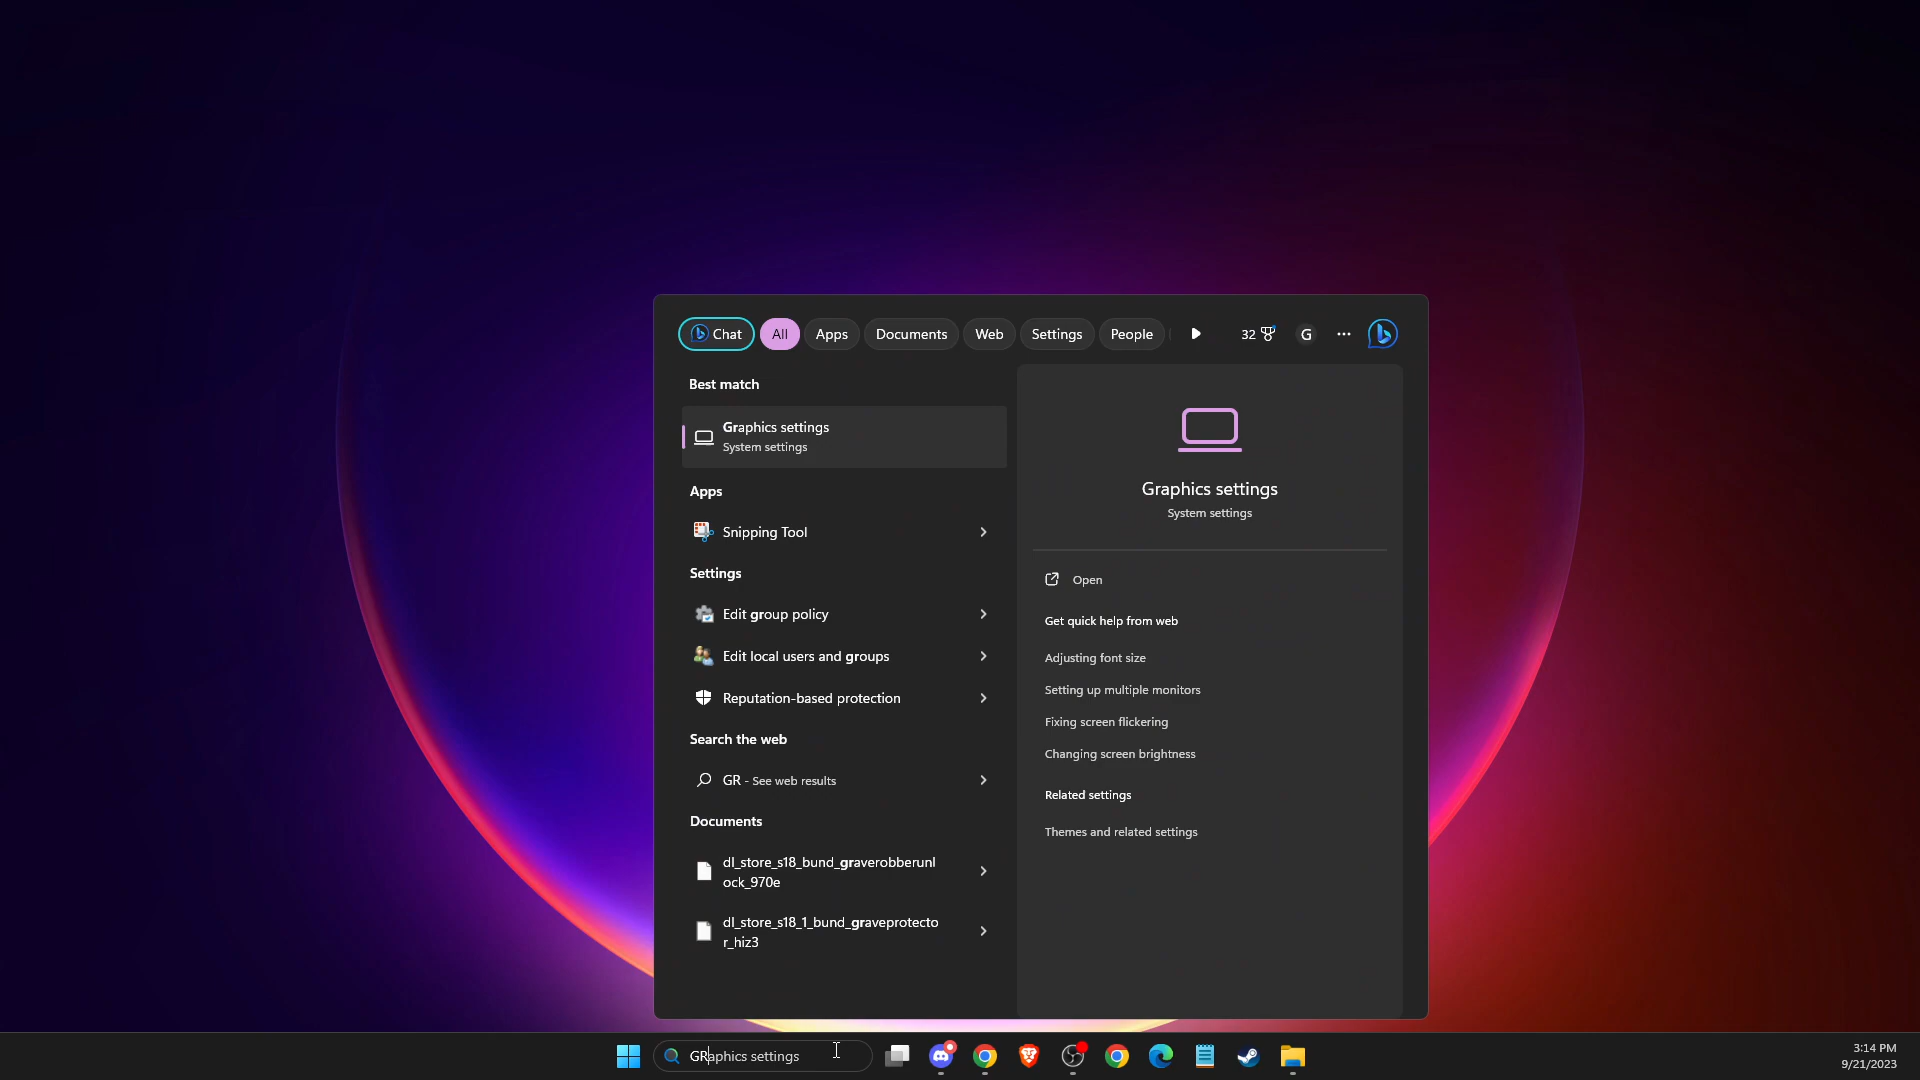 Chat
All
Apps
Documents
Web
Settings
People
32
G
Best match
Graphics settings
System settings
Apps
Snipping Tool
Settings
Edit group policy
Edit local users and groups
Reputation-based protection
Search the web
GR - See web results
Documents
dl_store_s18_bund_graverobberunl
ock_970e
dl_store_s18_1_bund_graveprotecto
r_hiz3
Graphics settings
System settings
Open
Get quick help from web
Adjusting font size
Setting up multiple monitors
Fixing screen flickering
Changing screen brightness
Related settings
Themes and related settings
GRaphics settings
3:14 PM
9/21/2023